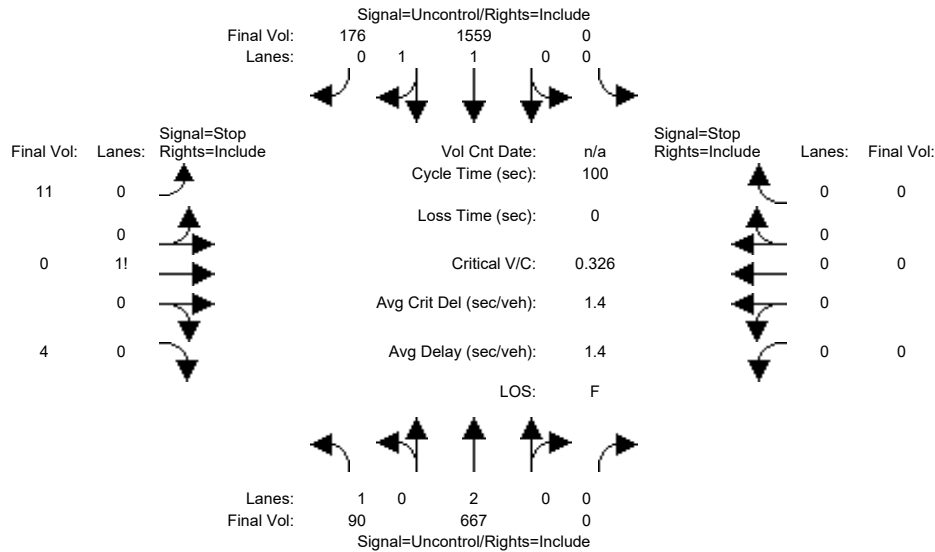 Signal=Uncontrol/Rights=Include
Final Vol: 176 1559 0
Lanes: 0 1 1 0 0
Signal=Stop
Final Vol: Lanes: Rights=Include
Vol Cnt Date: n/a
Signal=Stop
Rights=Include Lanes: Final Vol:
Cycle Time (sec): 100
11 0
0 0
Loss Time (sec): 0
0
0
0 1!
Critical V/C: 0.326
0 0
0
Avg Crit Del (sec/veh): 1.4
0
4 0
Avg Delay (sec/veh): 1.4
0 0
LOS: F
Lanes: 1 0 2 0 0
Final Vol: 90 667 0
Signal=Uncontrol/Rights=Include